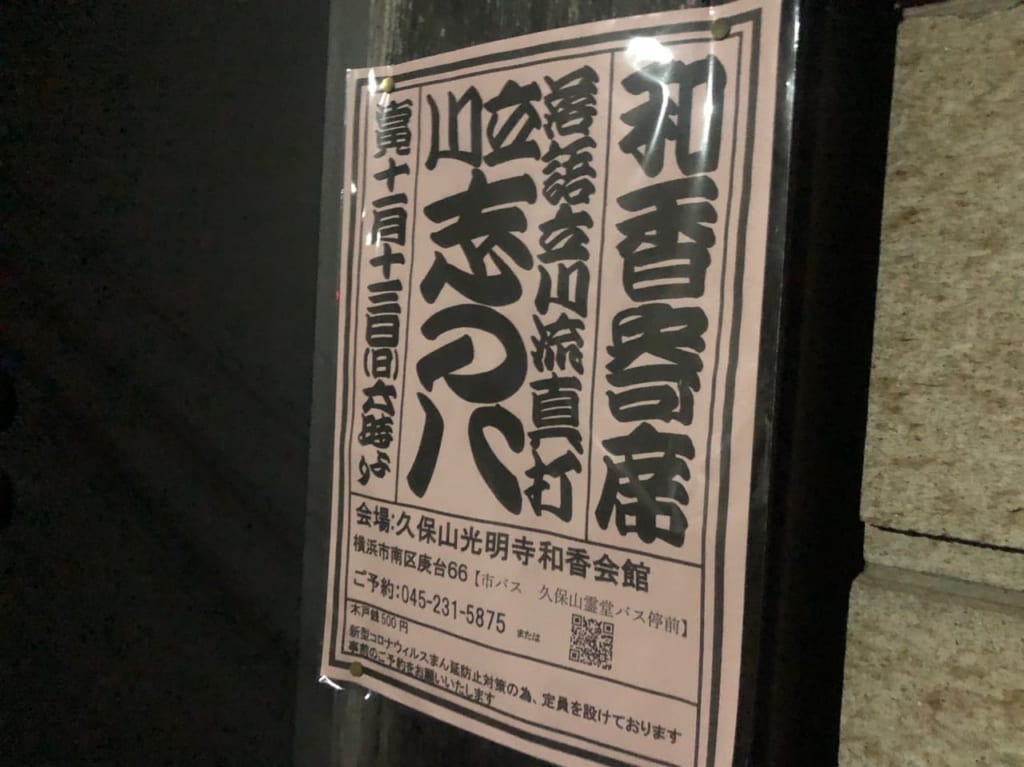 和香寄席
落語立川流真打
立川志のハ
十一月十三日(日)六時より
会場:久保山光明寺和香会館
横浜市南区庚台66【市バス 久保山霊堂バス停前】
ご予約:045-231-5875 または
木戸銭500円
新型コロナウィルスまん延防止対策の為、定員を設けております
事前のご予約をお願いいたします